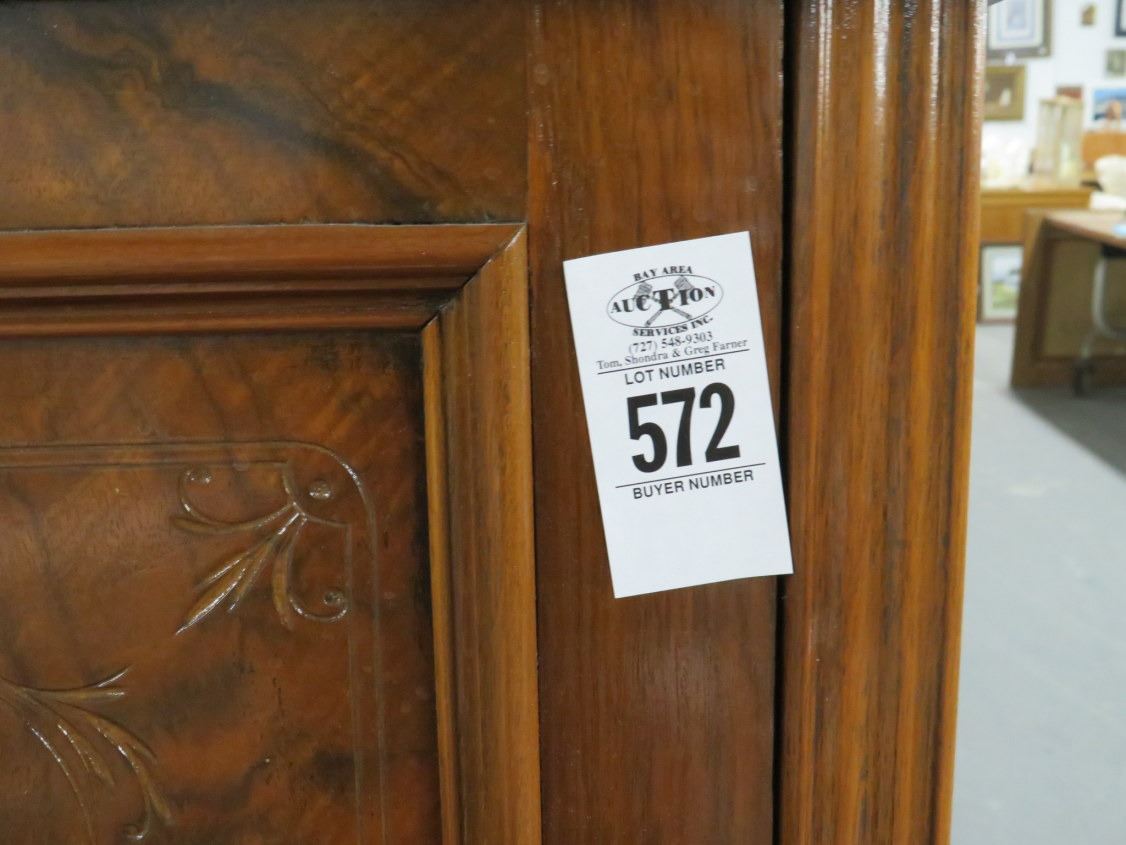 BAY AREA
AUCTION
SERVICES INC.
(727) 548-9303
Tom, Shondra & Greg Farner
LOT NUMBER
572
BUYER NUMBER